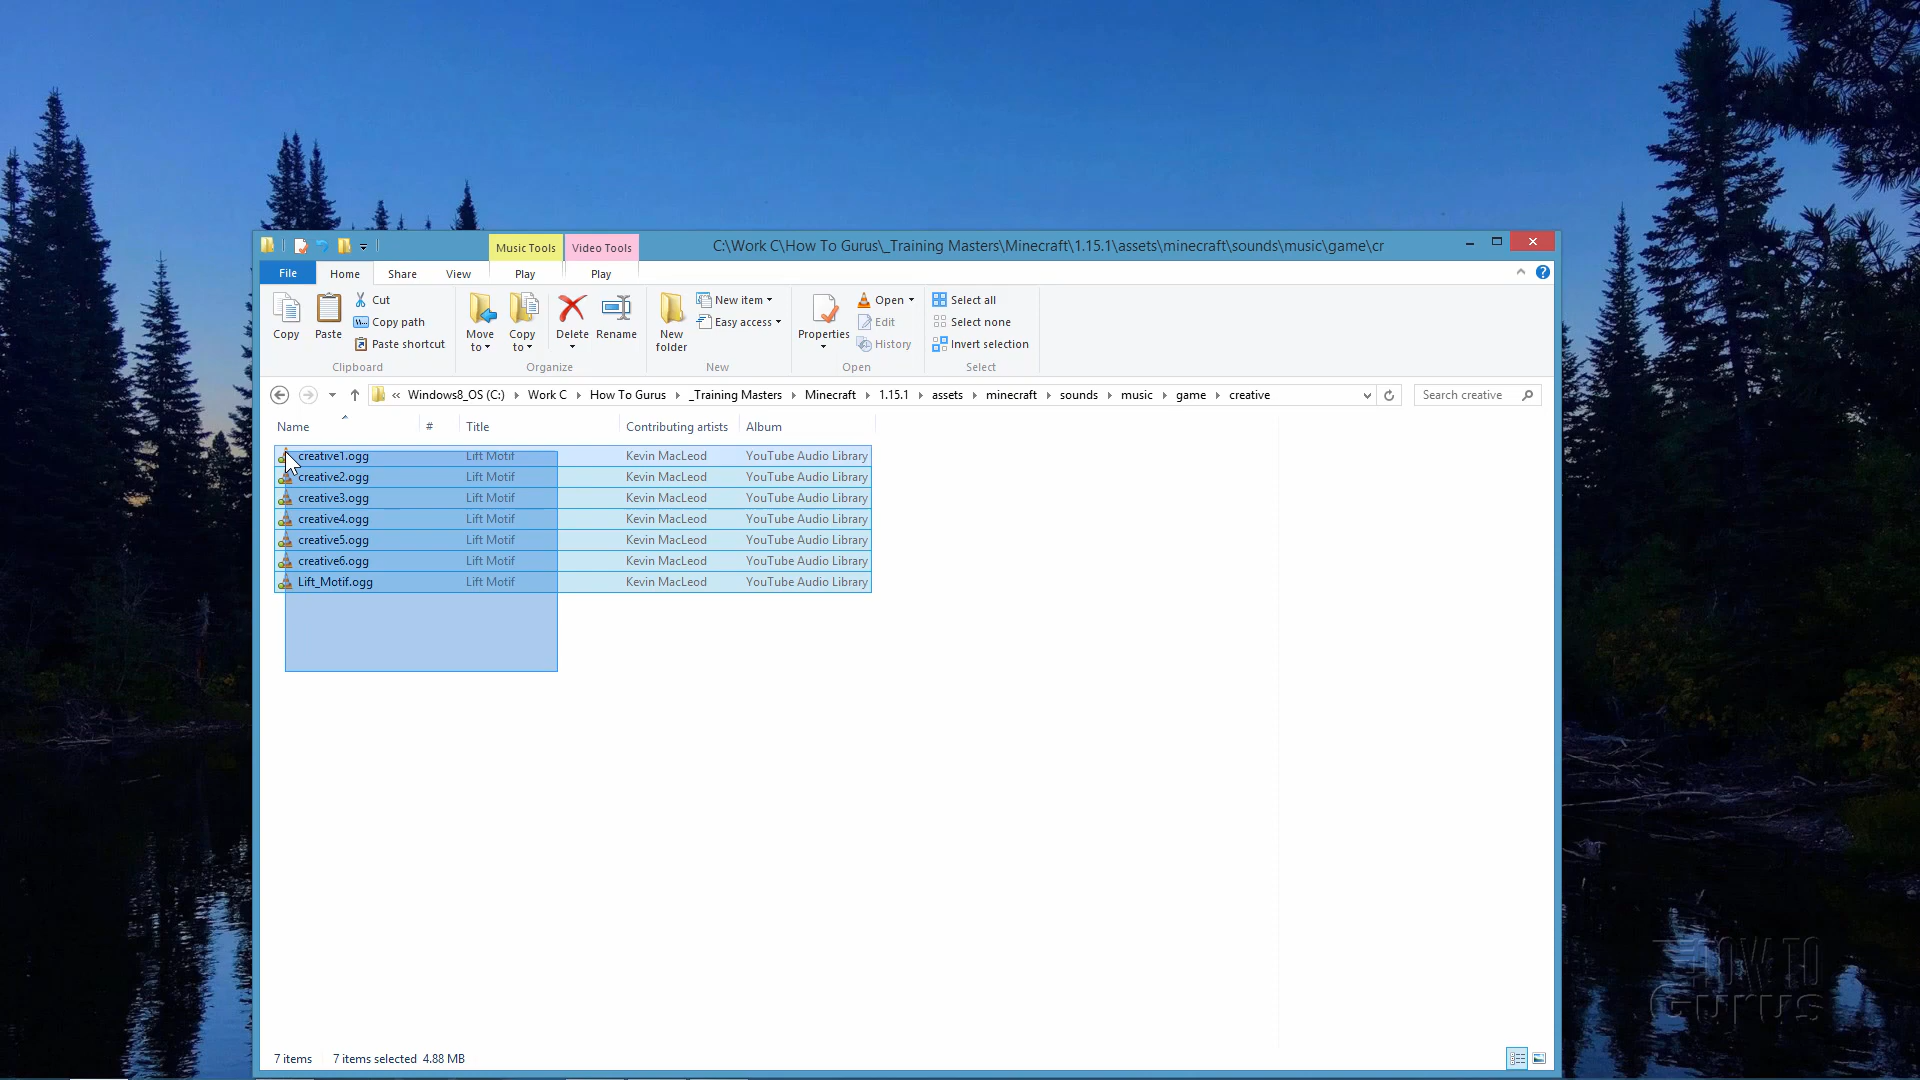 Music Tools Video Tools C:\Work C\How To Gurus\_Training Masters\Minecraft\1.15.1\assets\minecraft\sounds\music\game\cr
File Home Share View Play Play
Copy Paste Cut Copy path Paste shortcut Move to Copy to Delete Rename New folder New item Easy access Properties Open Edit History Select all Select none Invert selection
Clipboard Organize New Open Select
« Windows8_OS (C:) Work C How To Gurus _Training Masters Minecraft 1.15.1 assets minecraft sounds music game creative Search creative
Name # Title Contributing artists Album
creative1.ogg Lift Motif Kevin MacLeod YouTube Audio Library
creative2.ogg Lift Motif Kevin MacLeod YouTube Audio Library
creative3.ogg Lift Motif Kevin MacLeod YouTube Audio Library
creative4.ogg Lift Motif Kevin MacLeod YouTube Audio Library
creative5.ogg Lift Motif Kevin MacLeod YouTube Audio Library
creative6.ogg Lift Motif Kevin MacLeod YouTube Audio Library
Lift_Motif.ogg Lift Motif Kevin MacLeod YouTube Audio Library
HOW TO
GURUS
7 items 7 items selected 4.88 MB